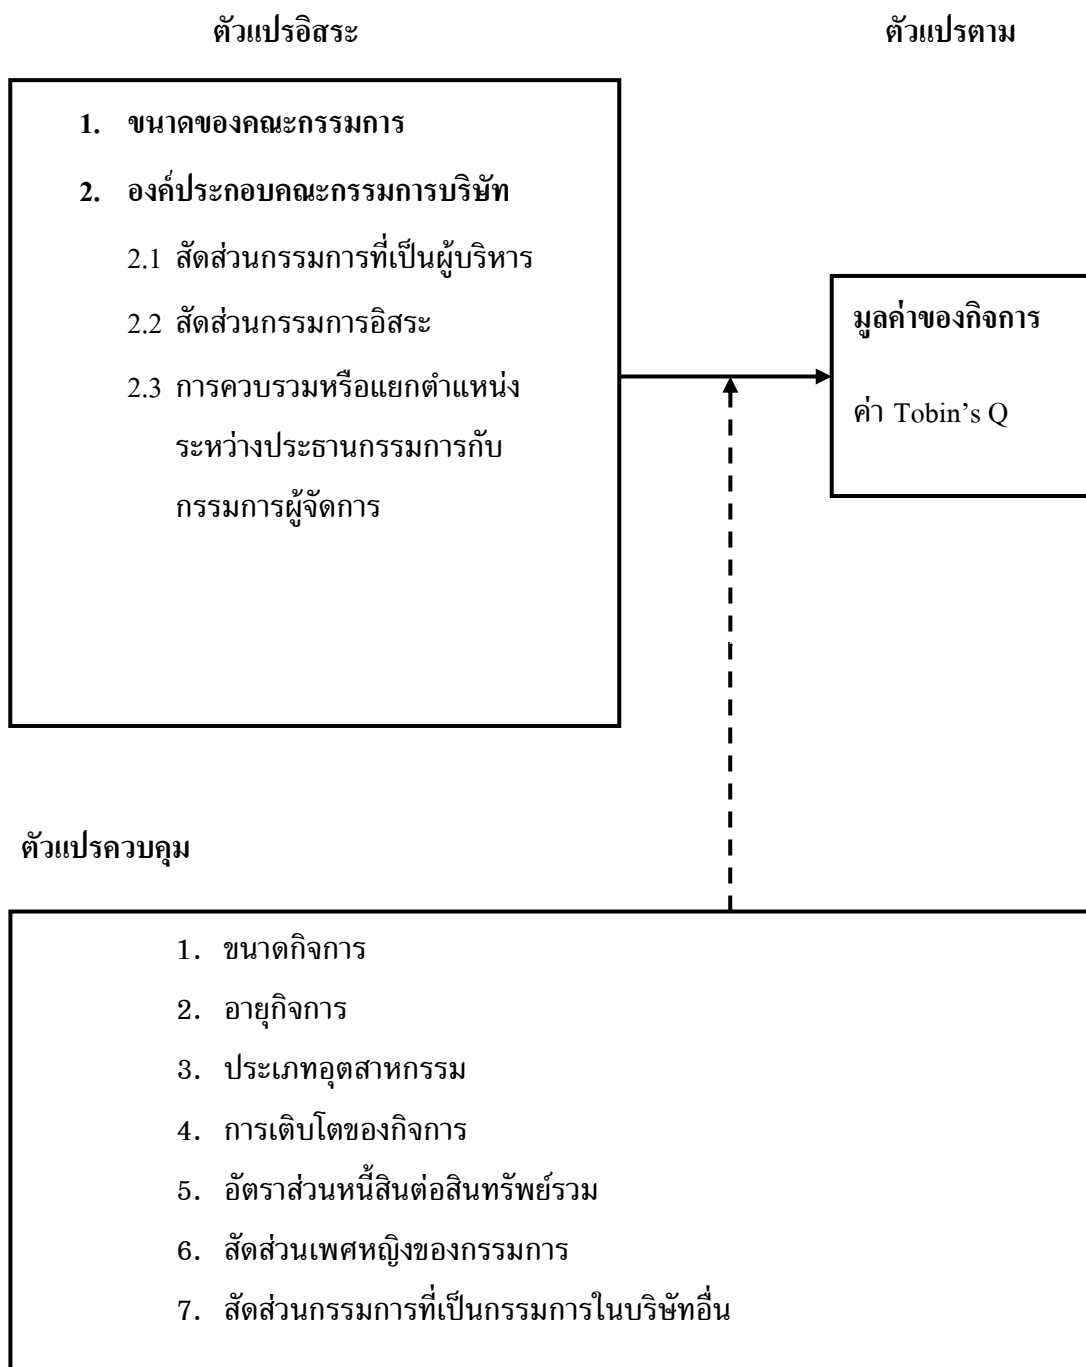 ตัวแปรอิสระ
ตัวแปรตาม
1. ขนาดของคณะกรรมการ
2. องค์ประกอบคณะกรรมการบริษัท
2.1 สัดส่วนกรรมการที่เป็นผู้บริหาร
2.2 สัดส่วนกรรมการอิสระ
2.3 การควบรวมหรือแยกตำแหน่ง
ระหว่างประธานกรรมการกับ
กรรมการผู้จัดการ
มูลค่าของกิจการ
ค่า Tobin’s Q
ตัวแปรควบคุม
1. ขนาดกิจการ
2. อายุกิจการ
3. ประเภทอุตสาหกรรม
4. การเติบโตของกิจการ
5. อัตราส่วนหนี้สินต่อสินทรัพย์รวม
6. สัดส่วนเพศหญิงของกรรมการ
7. สัดส่วนกรรมการที่เป็นกรรมการในบริษัทอื่น